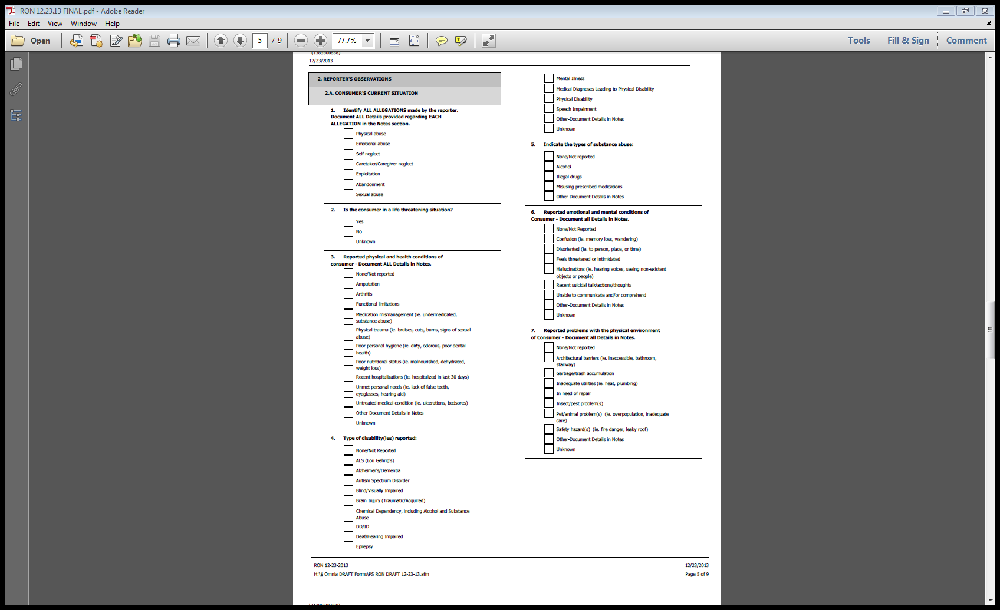 RON 12.23.13 FINAL.pdf - Adobe Reader
File Edit View Window Help
Open 5 / 9 77.7% Tools Fill & Sign Comment
(1385506838)
12/23/2013
2. REPORTER'S OBSERVATIONS
2.A. CONSUMER'S CURRENT SITUATION
1. Identify ALL ALLEGATIONS made by the reporter.
Document ALL Details provided regarding EACH
ALLEGATION in the Notes section.
Physical abuse
Emotional abuse
Self neglect
Caretaker/Caregiver neglect
Exploitation
Abandonment
Sexual abuse
2. Is the consumer in a life threatening situation?
Yes
No
Unknown
3. Reported physical and health conditions of
consumer - Document ALL Details in Notes.
None/Not reported
Amputation
Arthritis
Functional limitations
Medication mismanagement (ie. undermedicated,
substance abuse)
Physical trauma (ie. bruises, cuts, burns, signs of sexual
abuse)
Poor personal hygiene (ie. dirty, odorous, poor dental
health)
Poor nutritional status (ie. malnourished, dehydrated,
weight loss)
Recent hospitalizations (ie. hospitalized in last 30 days)
Unmet personal needs (ie. lack of false teeth,
eyeglasses, hearing aid)
Untreated medical condition (ie. ulcerations, bedsores)
Other-Document Details in Notes
Unknown
4. Type of disability(ies) reported:
None/Not Reported
ALS (Lou Gehrig's)
Alzheimer's/Dementia
Autism Spectrum Disorder
Blind/Visually Impaired
Brain Injury (Traumatic/Acquired)
Chemical Dependency, including Alcohol and Substance
Abuse
DD/ID
Deaf/Hearing Impaired
Epilepsy
Mental Illness
Medical Diagnoses Leading to Physical Disability
Physical Disability
Speech Impairment
Other-Document Details in Notes
Unknown
5. Indicate the types of substance abuse:
None/Not reported
Alcohol
Illegal drugs
Misusing prescribed medications
Other-Document Details in Notes
6. Reported emotional and mental conditions of
Consumer - Document all Details in Notes.
None/Not Reported
Confusion (ie. memory loss, wandering)
Disoriented (ie. to person, place, or time)
Feels threatened or intimidated
Hallucinations (ie. hearing voices, seeing non-existent
objects or people)
Recent suicidal talk/actions/thoughts
Unable to communicate and/or comprehend
Other-Document Details in Notes
Unknown
7. Reported problems with the physical environment
of Consumer - Document all Details in Notes.
None/Not reported
Architectural barriers (ie. inaccessible, bathroom,
stairway)
Garbage/trash accumulation
Inadequate utilities (ie. heat, plumbing)
In need of repair
Insect/pest problem(s)
Pet/animal problem(s) (ie. overpopulation, inadequate
care)
Safety hazard(s) (ie. fire danger, leaky roof)
Other-Document Details in Notes
Unknown
RON 12-23-2013 12/23/2013
H:\$ Omnia DRAFT Forms\PS RON DRAFT 12-23-13.afm Page 5 of 9
' (1385506838)